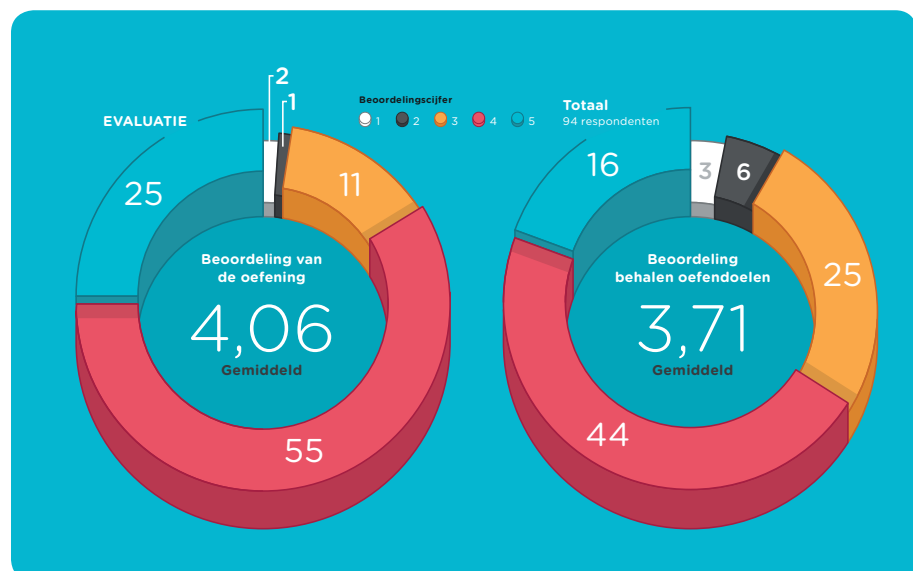 EVALUATIE
2
1
Beoordelingscijfer
1 2 3 4 5
Totaal
94 respondenten
25
11
55
Beoordeling van
de oefening
4,06
Gemiddeld
16
3
6
25
44
Beoordeling
behalen oefendoelen
3,71
Gemiddeld